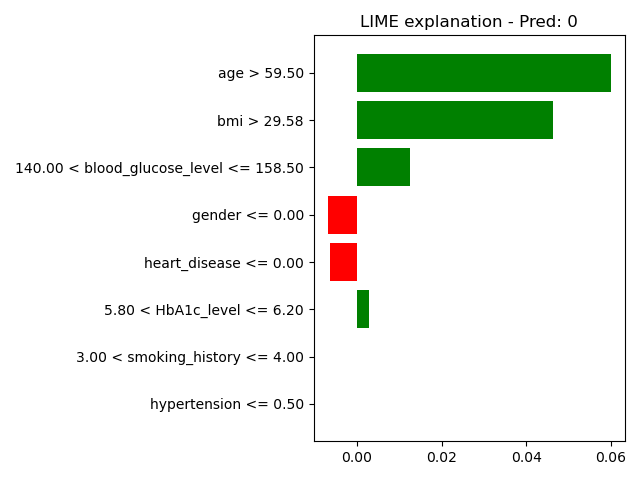 LIME explanation - Pred: 0
age > 59.50
bmi > 29.58
140.00 < blood_glucose_level <= 158.50
gender <= 0.00
heart_disease <= 0.00
5.80 < HbA1c_level <= 6.20
3.00 < smoking_history <= 4.00
hypertension <= 0.50
0.00 0.02 0.04 0.06